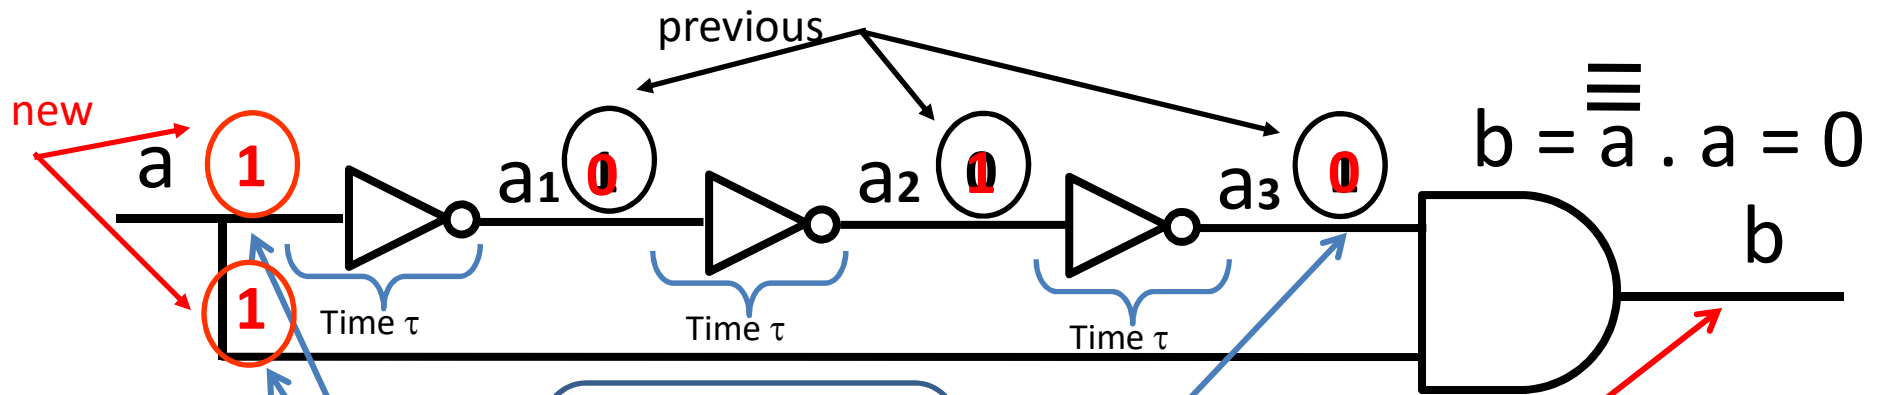 previous
new
b = a . a = 0
a 1
a1 0
a2 1
a3 0
b
1
Time τ
Time τ
Time τ